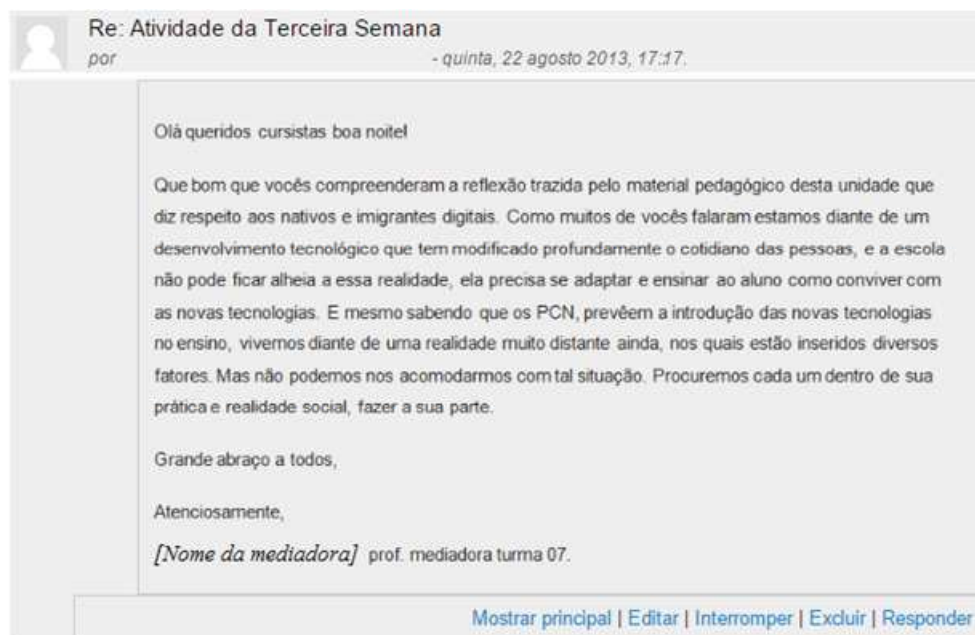 Re: Atividade da Terceira Semana
por - quinta, 22 agosto 2013, 17:17.
Olá queridos cursistas boa noite!
Que bom que vocês compreenderam a reflexão trazida pelo material pedagógico desta unidade que
diz respeito aos nativos e imigrantes digitais. Como muitos de vocês falaram estamos diante de um
desenvolvimento tecnológico que tem modificado profundamente o cotidiano das pessoas, e a escola
não pode ficar alheia a essa realidade, ela precisa se adaptar e ensinar ao aluno como conviver com
as novas tecnologias. E mesmo sabendo que os PCN, prevêem a introdução das novas tecnologias
no ensino, vivemos diante de uma realidade muito distante ainda, nos quais estão inseridos diversos
fatores. Mas não podemos nos acomodarmos com tal situação. Procuremos cada um dentro de sua
prática e realidade social, fazer a sua parte.
Grande abraço a todos,
Atenciosamente,
[Nome da mediadora] prof. mediadora turma 07.
Mostrar principal | Editar | Interromper | Excluir | Responder